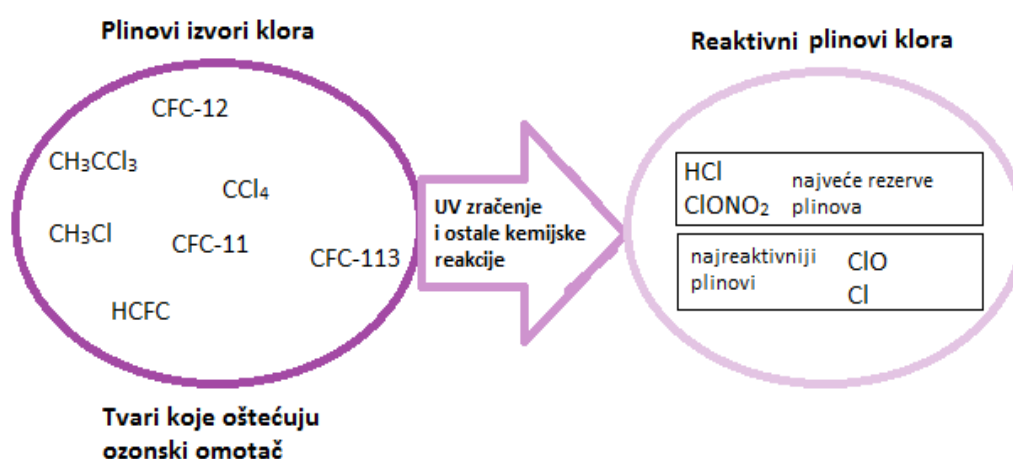 Plinovi izvori klora
CFC-12
CH₃CCl₃
CCl₄
CH₃Cl
CFC-11
CFC-113
HCFC
Tvari koje oštećuju
ozonski omotač
UV zračenje
i ostale kemijske
reakcije
Reaktivni plinovi klora
HCl
ClONO₂
najveće rezerve
plinova
najreaktivniji
plinovi
ClO
Cl